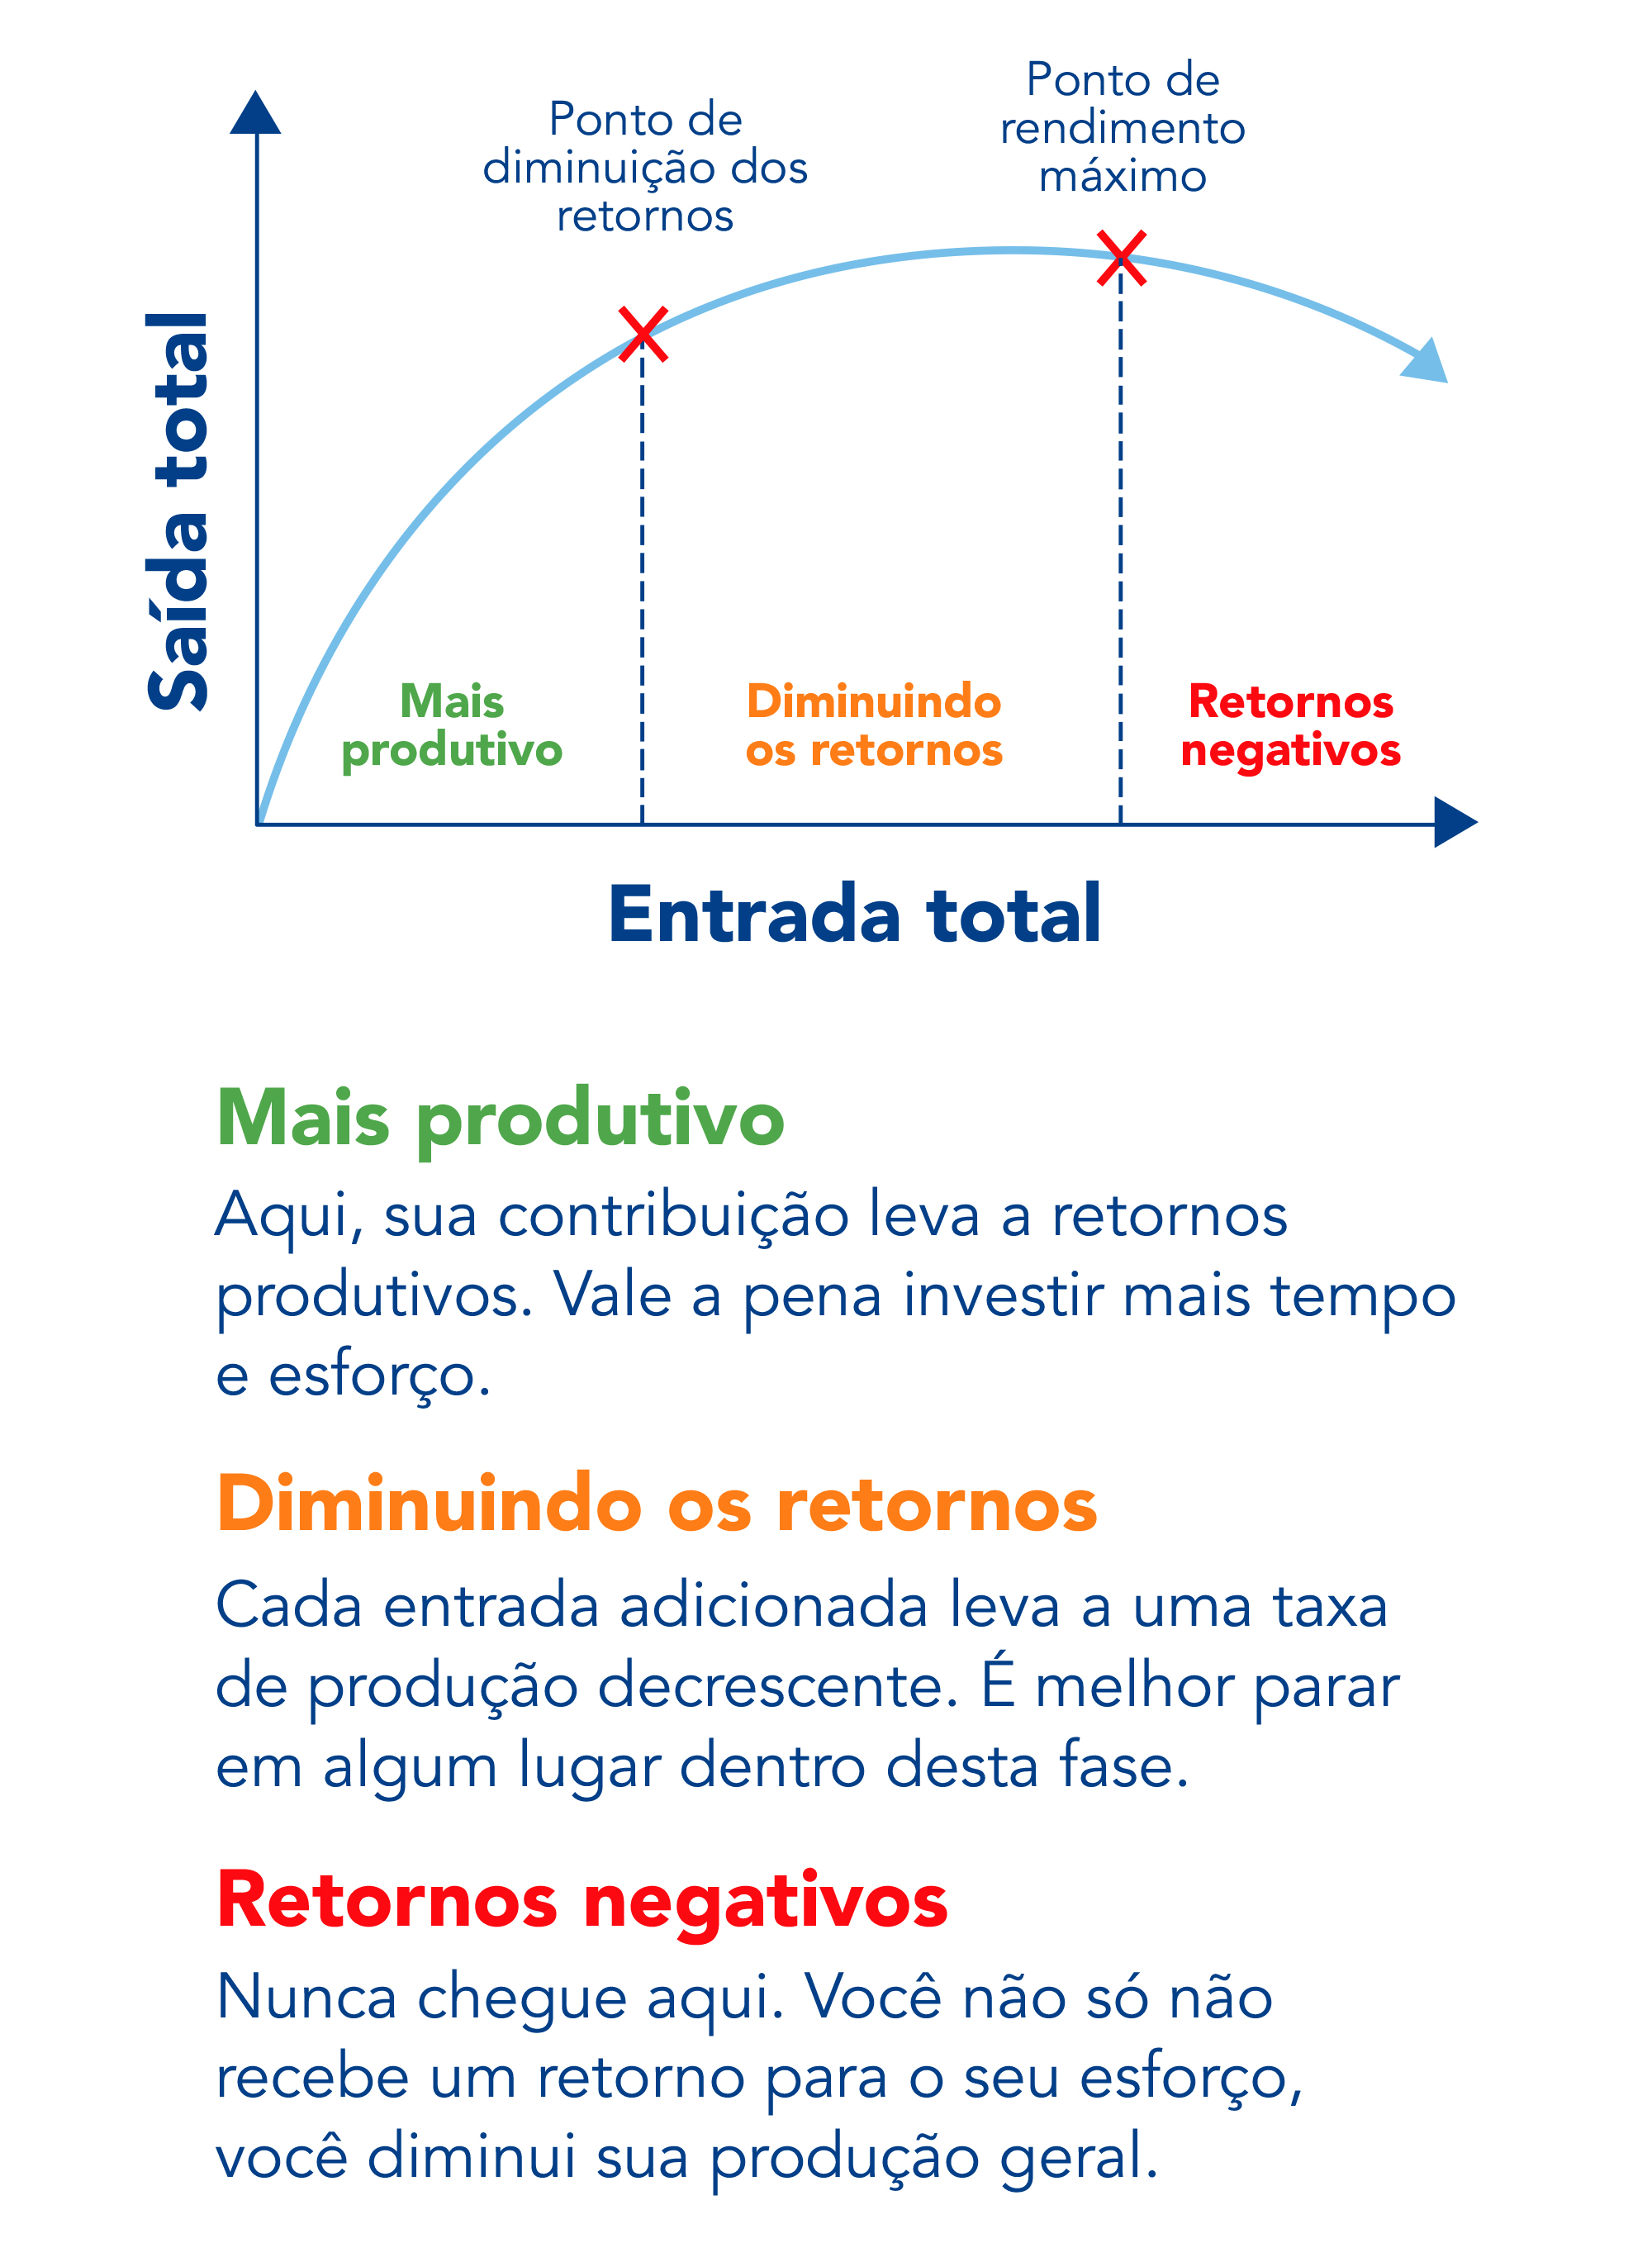 Ponto de
diminuição dos
retornos
Ponto de
rendimento
máximo
Saída total
Mais
produtivo
Diminuindo
os retornos
Retornos
negativos
Entrada total
Mais produtivo
Aqui, sua contribuição leva a retornos
produtivos. Vale a pena investir mais tempo
e esforço.
Diminuindo os retornos
Cada entrada adicionada leva a uma taxa
de produção decrescente. É melhor parar
em algum lugar dentro desta fase.
Retornos negativos
Nunca chegue aqui. Você não só não
recebe um retorno para o seu esforço,
você diminui sua produção geral.